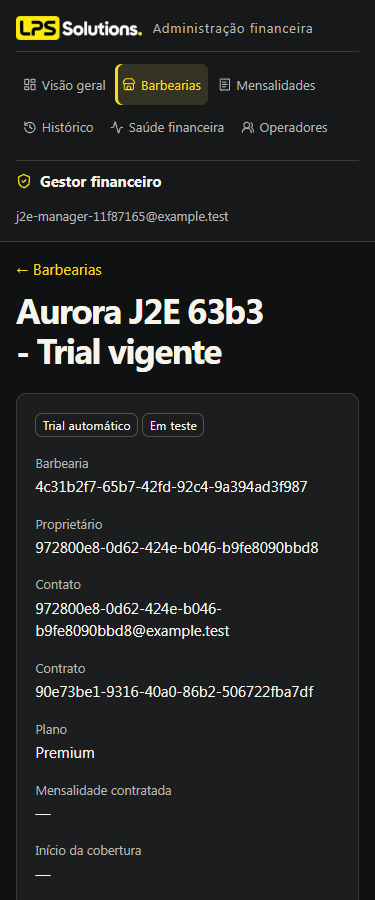 LPS Solutions. Administração financeira
Visão geral Barbearias Mensalidades
Histórico Saúde financeira Operadores
Gestor financeiro
j2e-manager-11f87165@example.test
← Barbearias
Aurora J2E 63b3
- Trial vigente
Trial automático Em teste
Barbearia
4c31b2f7-65b7-42fd-92c4-9a394ad3f987
Proprietário
972800e8-0d62-424e-b046-b9fe8090bbd8
Contato
972800e8-0d62-424e-b046-
b9fe8090bbd8@example.test
Contrato
90e73be1-9316-40a0-86b2-506722fba7df
Plano
Premium
Mensalidade contratada
—
Início da cobertura
—